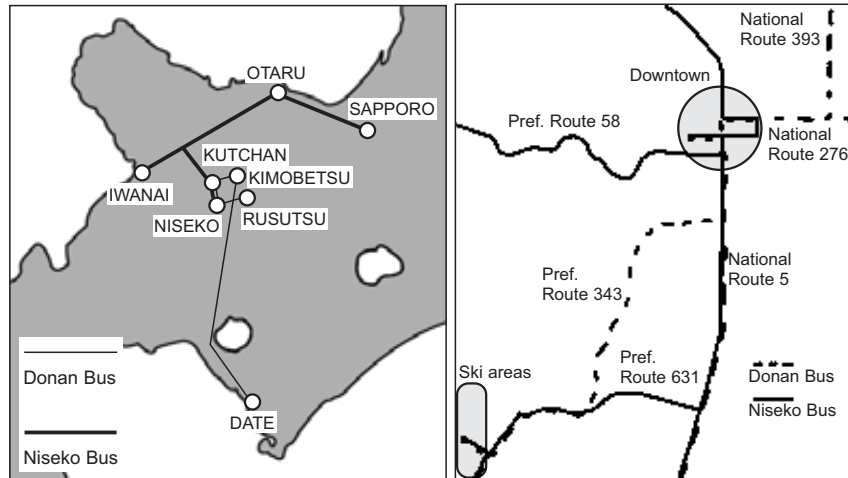 OTARU
SAPPORO
KUTCHAN
KIMOBETSU
IWANAI
RUSUTSU
NISEKO
DATE
Donan Bus
Niseko Bus
National
Route 393
Downtown
Pref. Route 58
National
Route 276
National
Route 5
Pref.
Route 343
Pref.
Route 631
Ski areas
Donan Bus
Niseko Bus